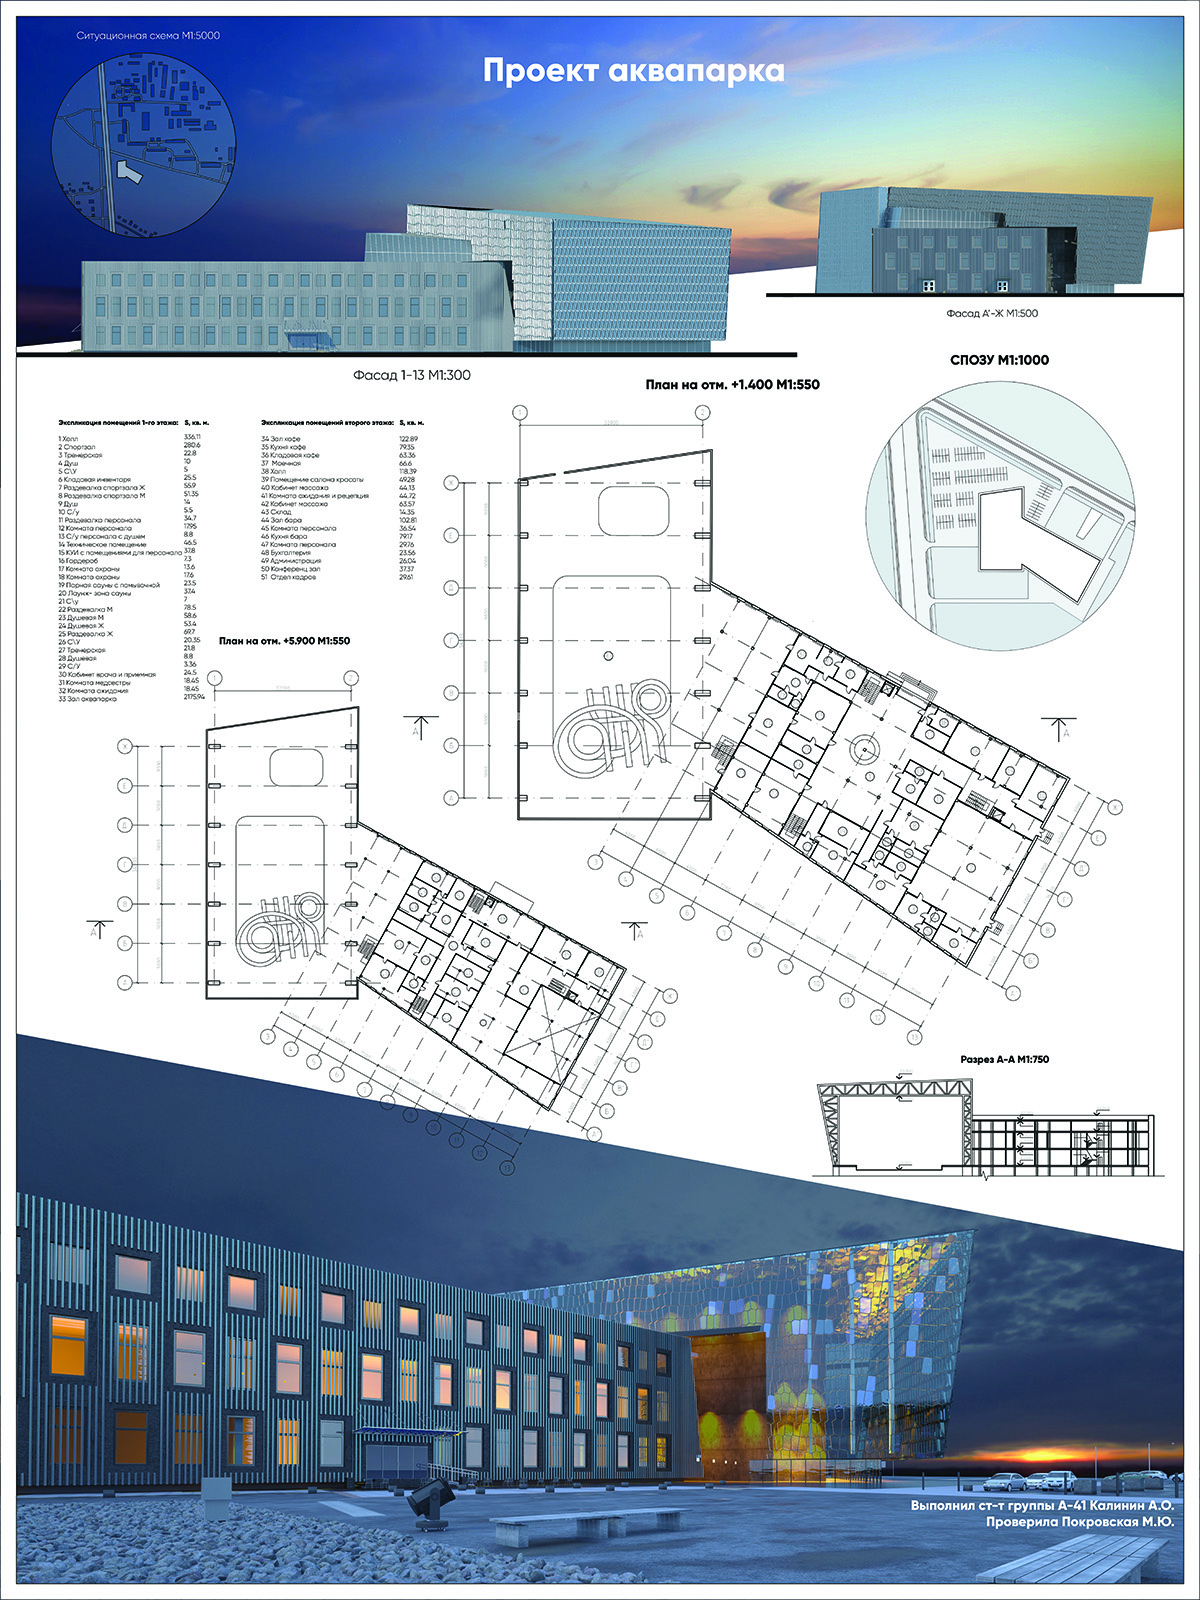 Ситуационная схема М1:5000
Проект аквапарка
Фасад А'-Ж М1:500
Фасад 1-13 М1:300
СПОЗУ М1:1000
План на отм. +1.400 М1:550
Экспликация помещений 1-го этажа: S, кв. м.
1 Холл 336,11
2 Спортзал 280.6
3 Тренерская 22.8
4 Душ 10
5 С\У 5
6 Кладовая инвенторя 25.5
7 Раздевалка спортзала Ж 55.9
8 Раздевалка спортзала М 51.35
9 Душ 14
10 С/у 5.5
11 Раздевалка персонала 34.7
12 Комната персонала 17.95
13 С/у персонала с душем 8.8
14 Техническое помещение 46.5
15 КУИ с помещениями для персонала 37.8
16 Гардероб 7.3
17 Комната охраны 13.6
18 Комната охраны 17.6
19 Парная сауны с помывочной 23.5
20 Лаунж- зона сауны 37.4
21 С\у 7
22 Раздевалка М 78.5
23 Душевая М 58.6
24 Душевая Ж 53.4
25 Раздевалка Ж 69.7
26 С\У 20.35
27 Тренерская 21.8
28 Душевая 8.8
29 С/У 3.36
30 Кабинет врача и приемная 24.5
31 Комната медсестры 18.45
32 Комната ожидания 18.45
33 Зал аквапарка 2175.94
Экспликация помещений второго этажа: S, кв. м.
34 Зал кафе 122.89
35 Кухня кафе 79.35
36 Кладовая кафе 63.36
37 Моечная 66.6
38 Холл 118.39
39 Помещение салона красоты 49.28
40 Кабинет массажа 44.13
41 Комната ожидания и рецепция 44.72
42 Кабинет массажа 63.57
43 Склад 14.35
44 Зал бара 102.81
45 Комната персонала 36.54
46 Кухня бара 79.17
47 Комната персонала 29.76
48 Бухгалтерия 23.56
49 Администрация 26.04
50 Конференц зал 37.37
51 Отдел кадров 29.61
План на отм. +5.900 М1:550
Разрез А-А М1:750
Выполнил ст-т группы А-41 Калинин А.О.
Проверила Покровская М.Ю.